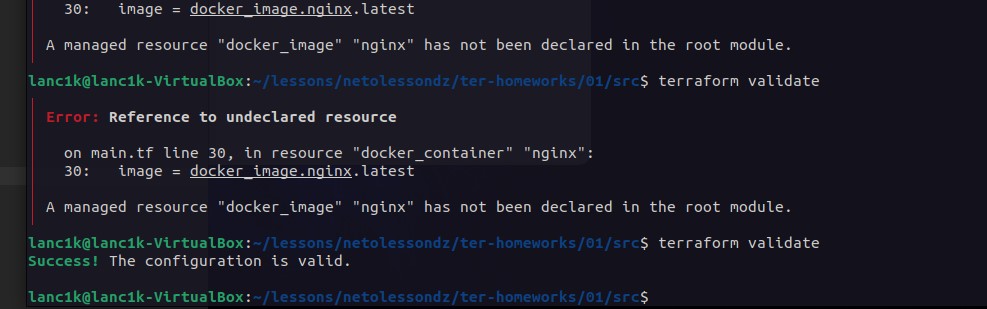 30:   image = docker_image.nginx.latest
A managed resource "docker_image" "nginx" has not been declared in the root module.
lanc1k@lanc1k-VirtualBox:~/lessons/netolessondz/ter-homeworks/01/src$ terraform validate
Error: Reference to undeclared resource
on main.tf line 30, in resource "docker_container" "nginx":
30:   image = docker_image.nginx.latest
A managed resource "docker_image" "nginx" has not been declared in the root module.
lanc1k@lanc1k-VirtualBox:~/lessons/netolessondz/ter-homeworks/01/src$ terraform validate
Success! The configuration is valid.
lanc1k@lanc1k-VirtualBox:~/lessons/netolessondz/ter-homeworks/01/src$